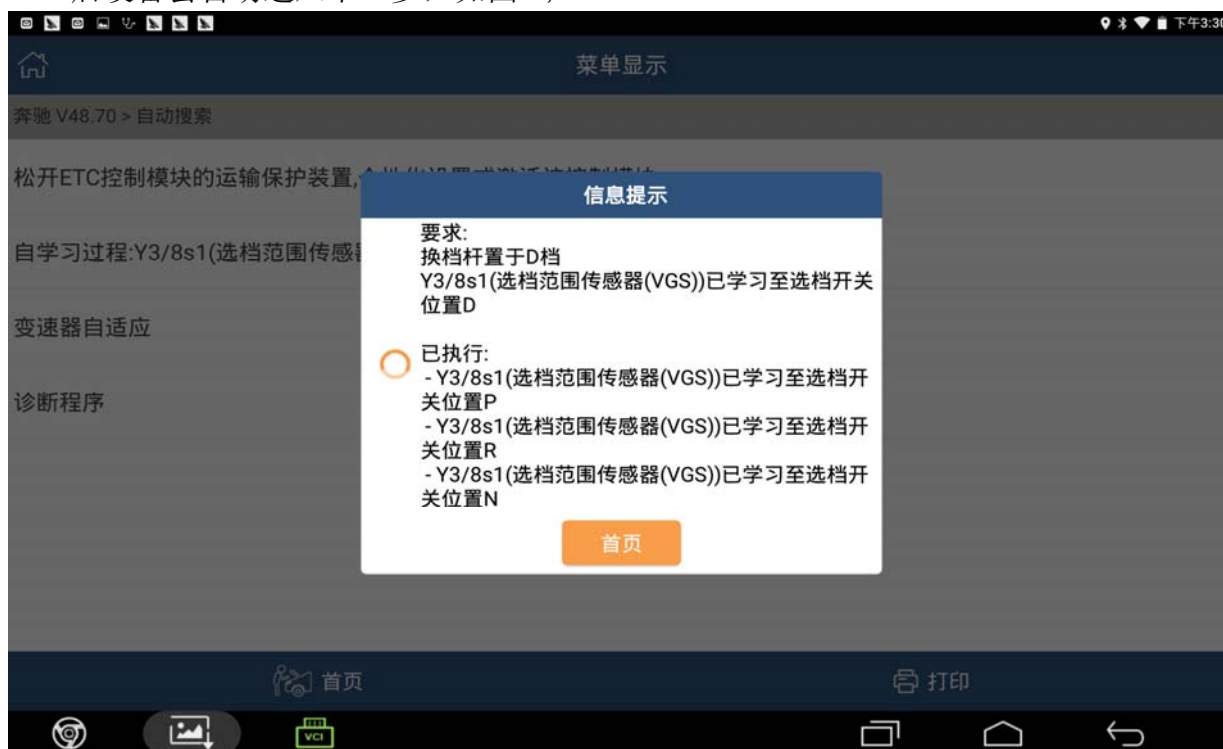 下午3:30
菜单显示
奔驰 V48.70 > 自动搜索
松开ETC控制模块的运输保护装置,
信息提示
要求:
换档杆置于D档
Y3/8s1(选档范围传感器(VGS))已学习至选档开关
位置D
自学习过程:Y3/8s1(选档范围传感
变速器自适应
已执行:
- Y3/8s1(选档范围传感器(VGS))已学习至选档开
关位置P
- Y3/8s1(选档范围传感器(VGS))已学习至选档开
关位置R
- Y3/8s1(选档范围传感器(VGS))已学习至选档开
关位置N
诊断程序
首页
首页
打印
VCI